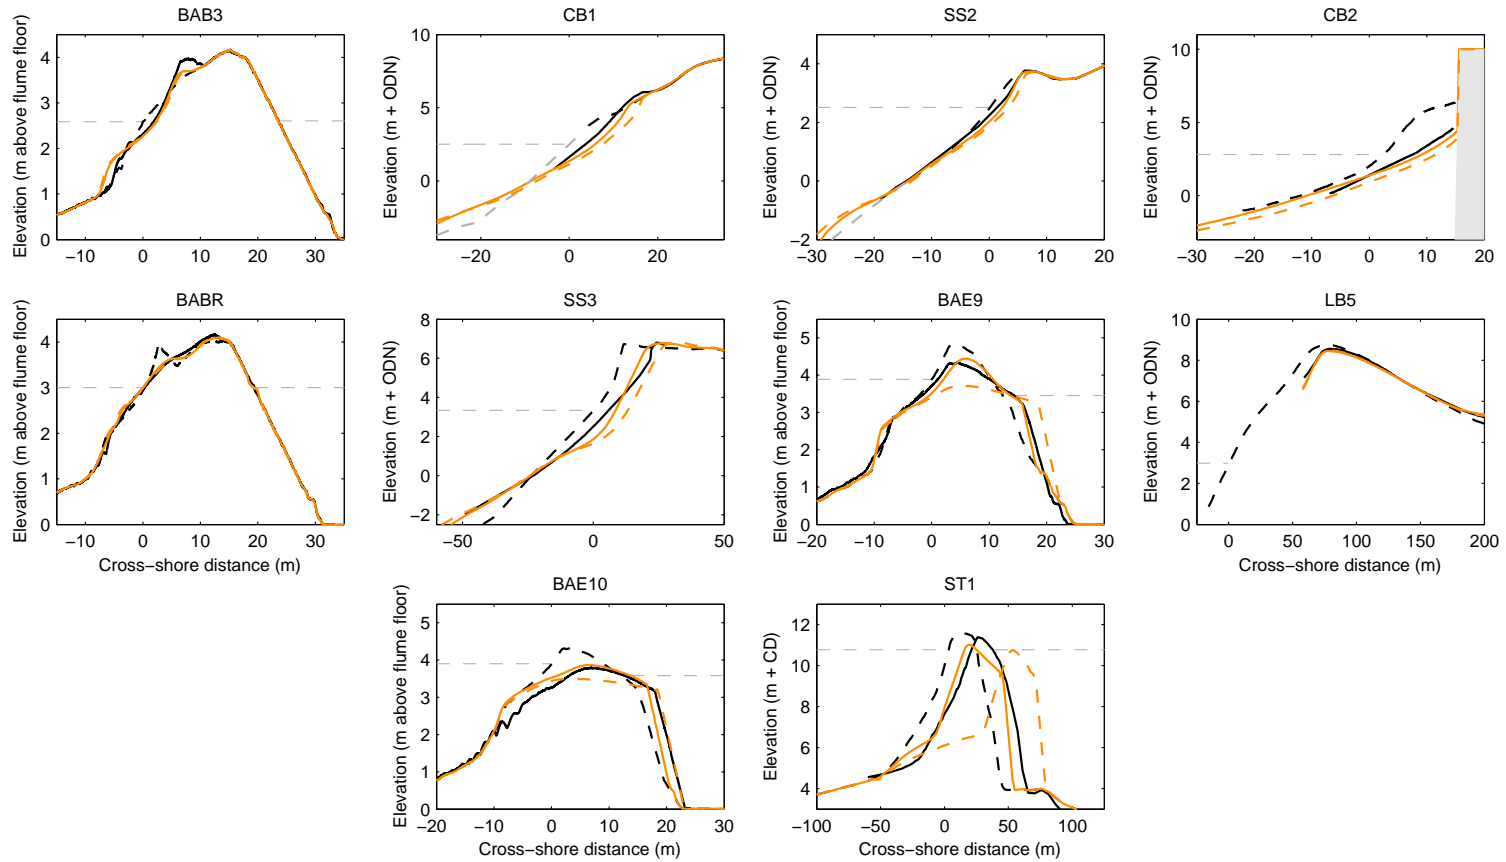 BAB3
CB1
SS2
CB2
Elevation (m above flume floor)
4
3
2
1
0
−10 0 10 20 30
Elevation (m + ODN)
10
5
0
−20 0 20
Elevation (m + ODN)
4
2
0
−2
−30 −20 −10 0 10 20
Elevation (m + ODN)
10
5
0
−30 −20 −10 0 10 20
BABR
SS3
BAE9
LB5
Elevation (m above flume floor)
4
3
2
1
0
−10 0 10 20 30
Cross−shore distance (m)
Elevation (m + ODN)
8
6
4
2
0
−2
−50 0 50
Elevation (m above flume floor)
5
4
3
2
1
0
−20 −10 0 10 20 30
Elevation (m + ODN)
10
8
6
4
2
0
0 50 100 150 200
Cross−shore distance (m)
BAE10
ST1
Elevation (m above flume floor)
5
4
3
2
1
0
−20 −10 0 10 20 30
Cross−shore distance (m)
Elevation (m + CD)
12
10
8
6
4
−100 −50 0 50 100
Cross−shore distance (m)